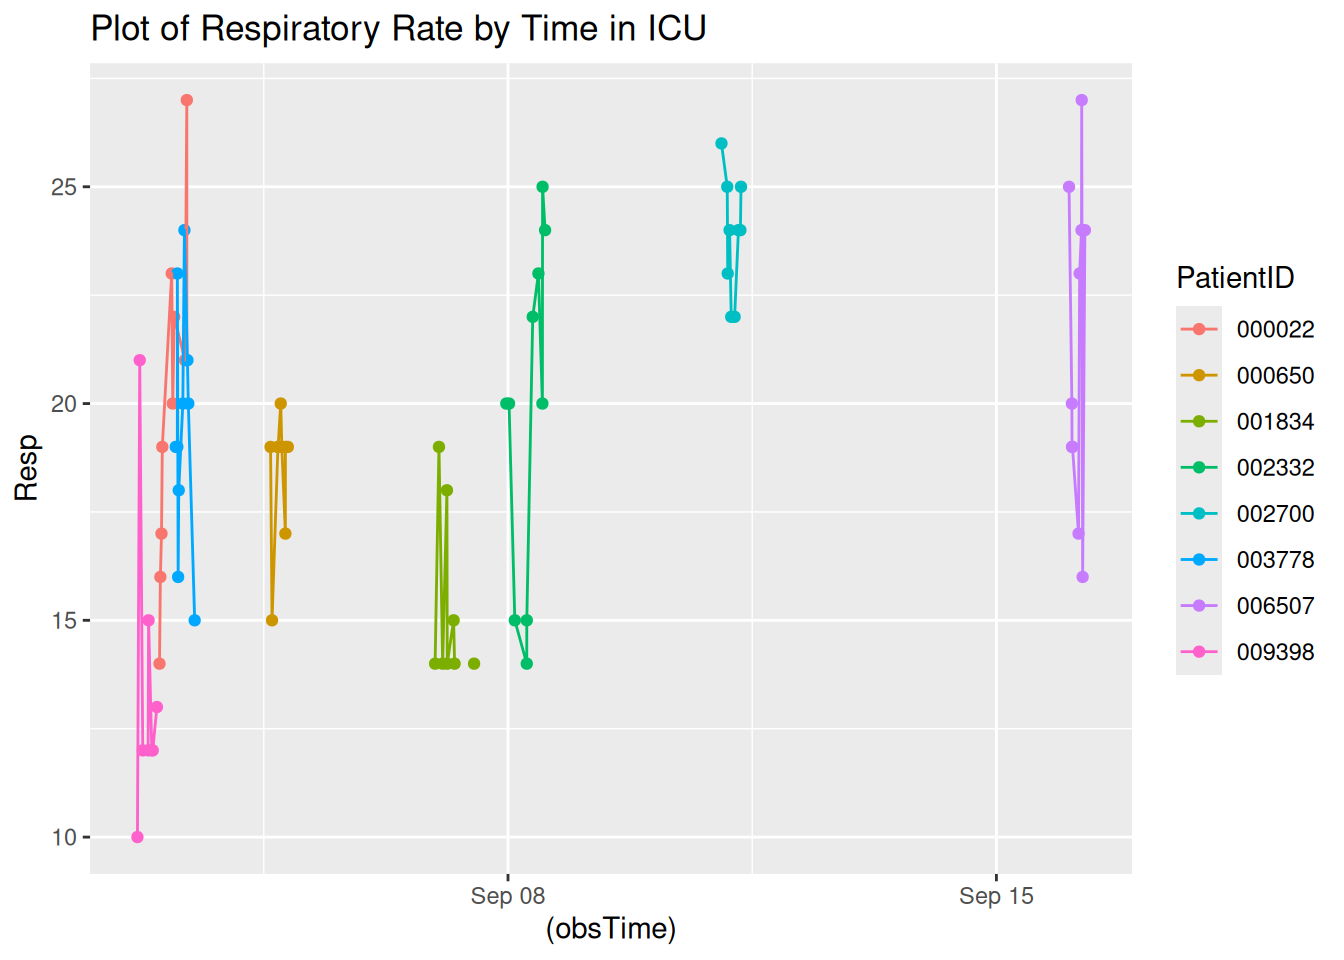 Plot of Respiratory Rate by Time in ICU
Resp
25
20
15
10
Sep 08
Sep 15
(obsTime)
PatientID
000022
000650
001834
002332
002700
003778
006507
009398